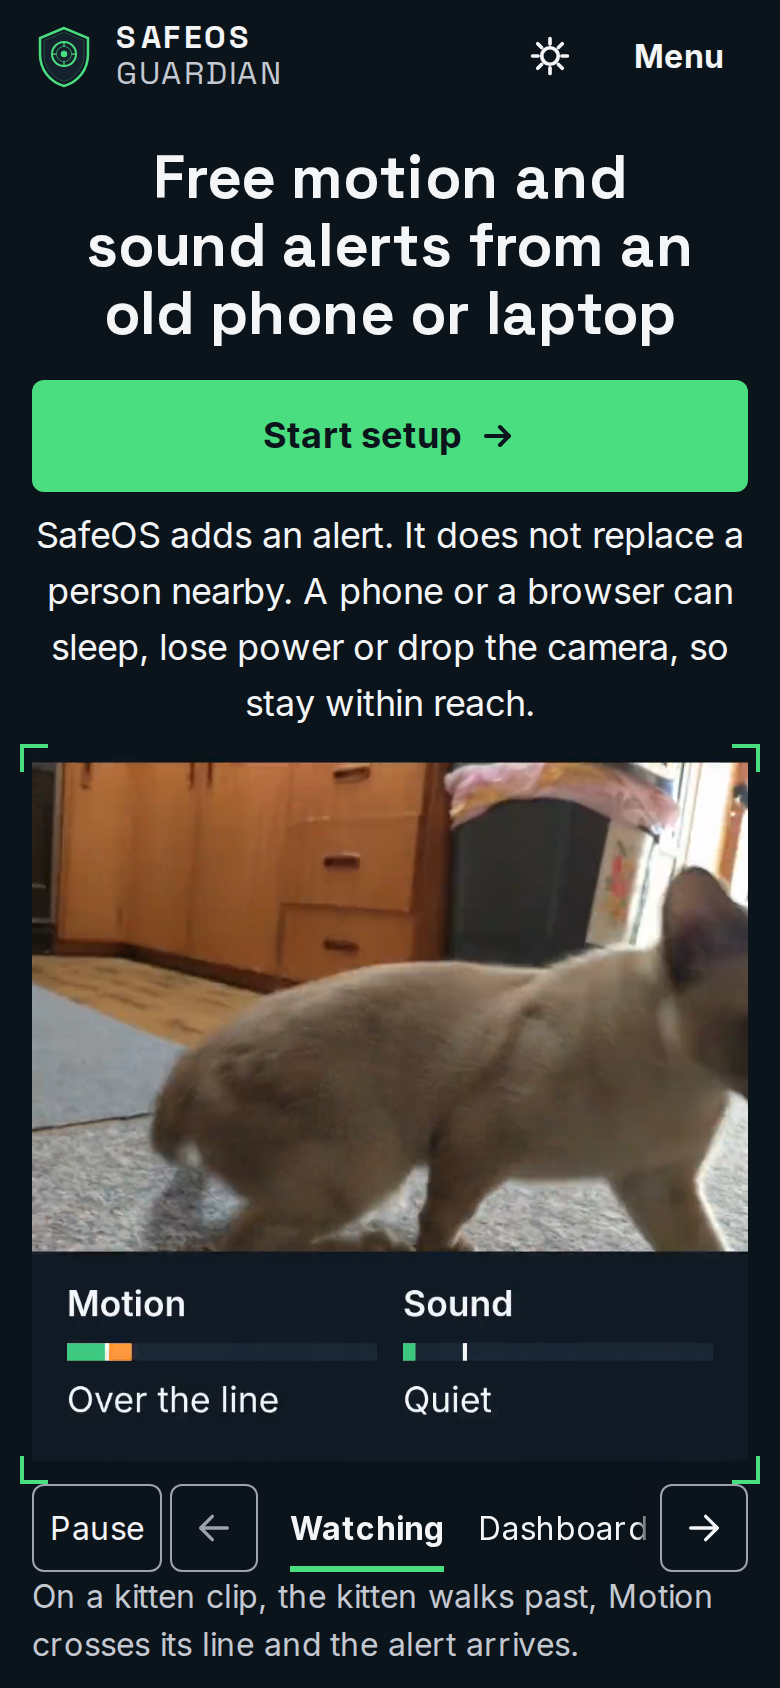 SAFEOS
GUARDIAN
Menu
Free motion and
sound alerts from an
old phone or laptop
Start setup →
SafeOS adds an alert. It does not replace a
person nearby. A phone or a browser can
sleep, lose power or drop the camera, so
stay within reach.
Motion
Over the line
Sound
Quiet
Pause
←
Watching
Dashboard
→
On a kitten clip, the kitten walks past, Motion
crosses its line and the alert arrives.